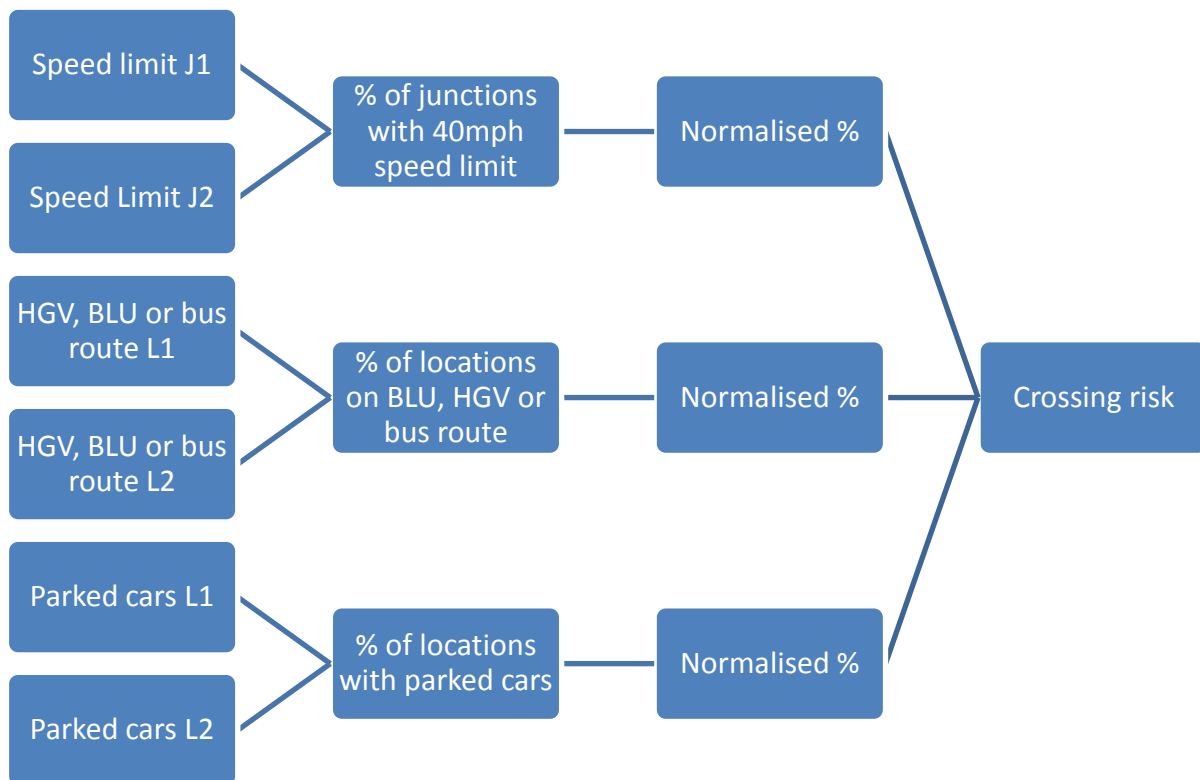 Speed limit J1
Speed Limit J2
HGV, BLU or bus
route L1
HGV, BLU or bus
route L2
Parked cars L1
Parked cars L2
% of junctions
with 40mph
speed limit
% of locations
on BLU, HGV or
bus route
% of locations
with parked cars
Normalised %
Normalised %
Normalised %
Crossing risk